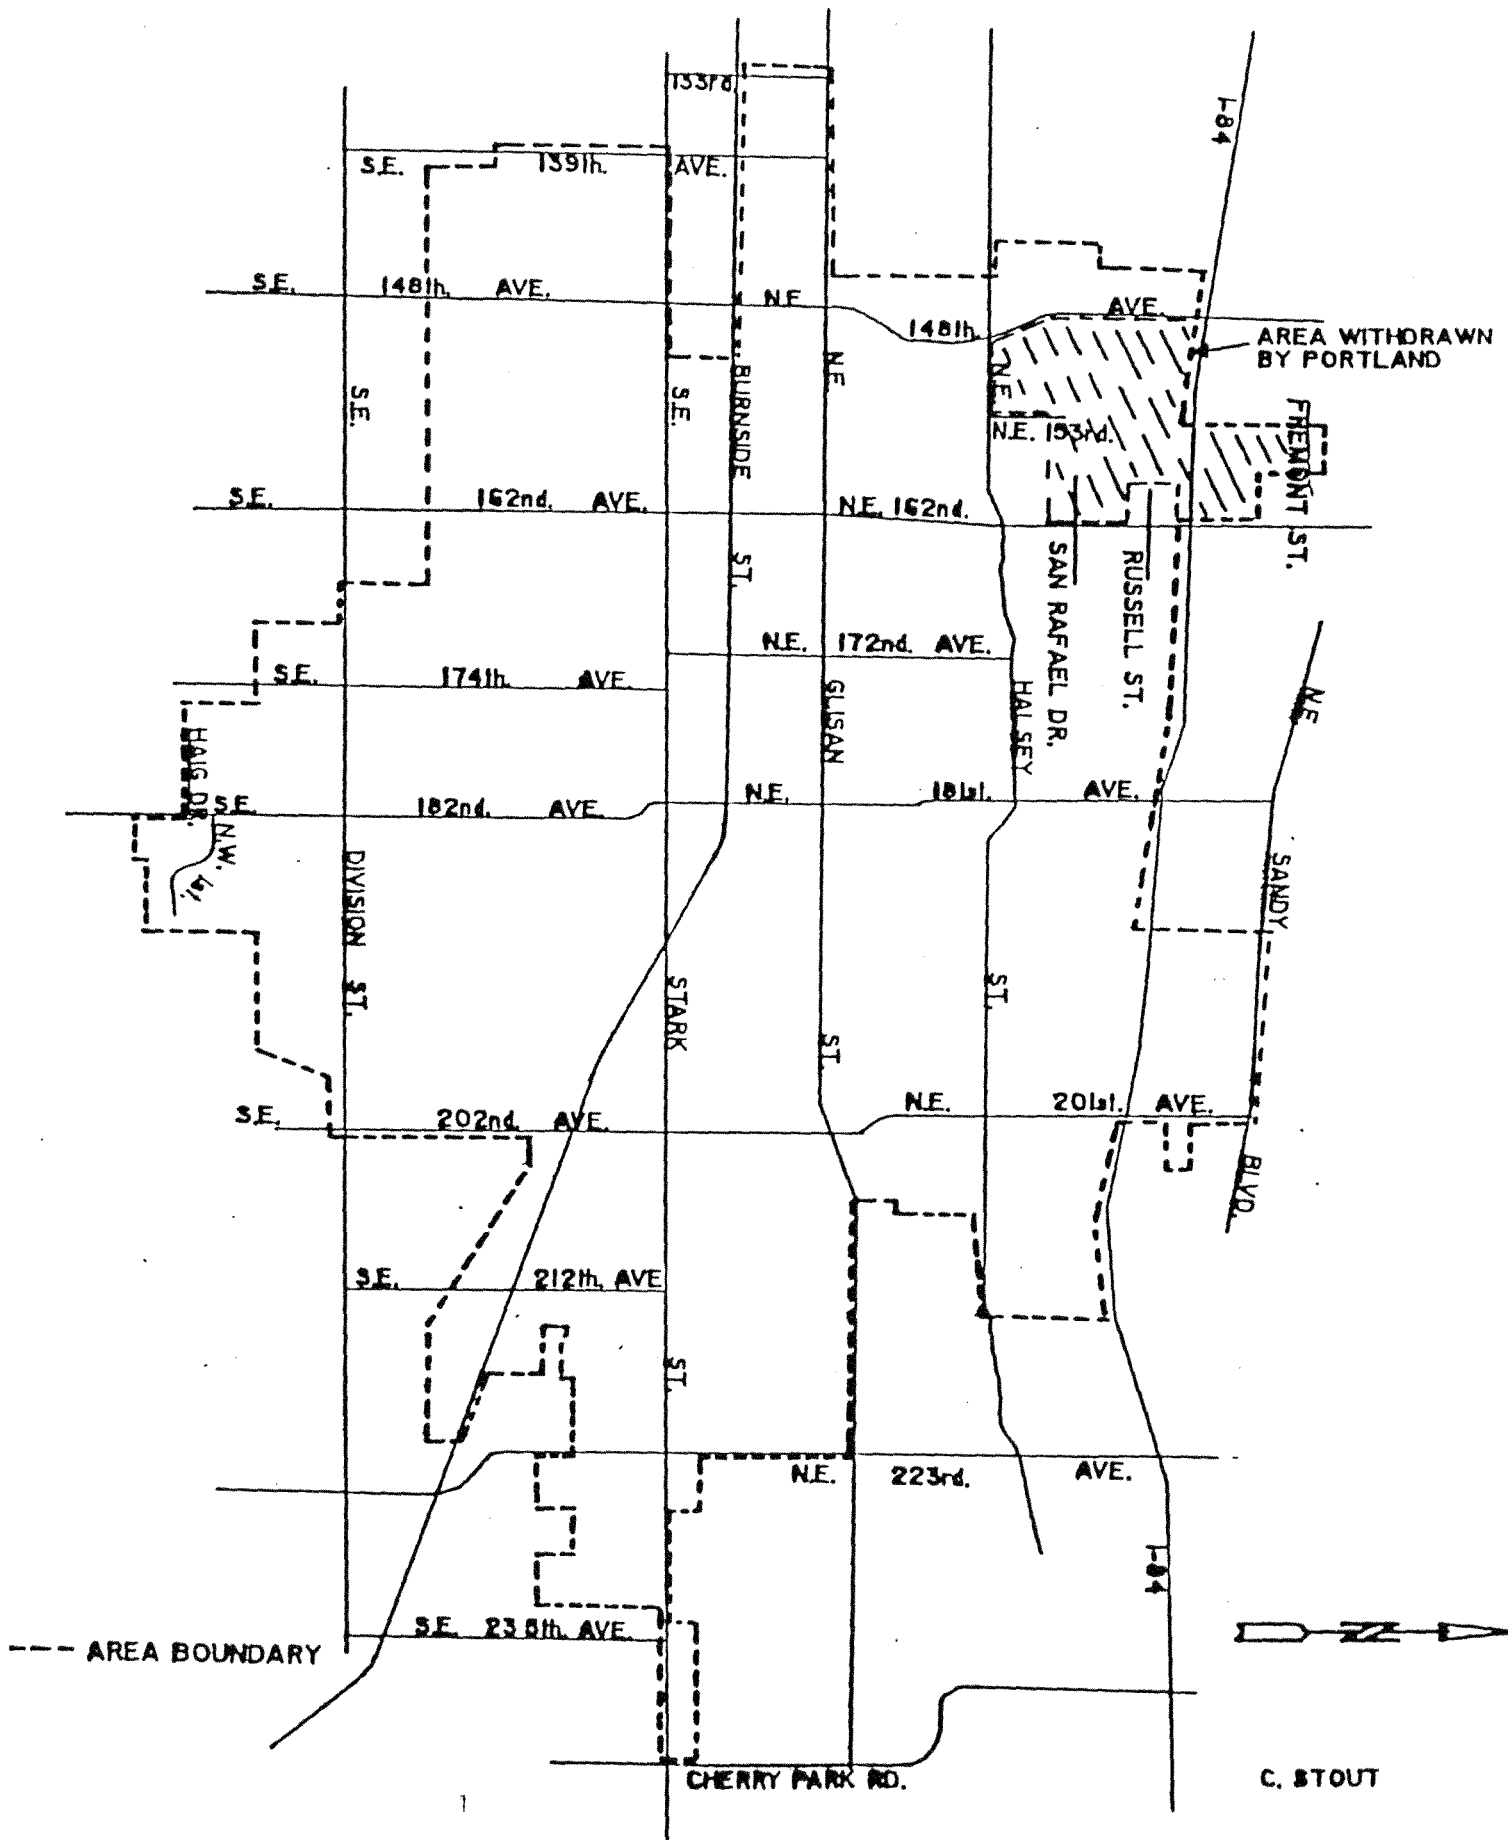 133rd
I-84
S.E. 139th. AVE.
S.E. 148th. AVE. N.E.
148th. AVE.
AREA WITHDRAWN
BY PORTLAND
S.E.
S.E.
BURNSIDE ST.
N.E.
N.E.
N.E. 153rd.
FREMONT ST.
S.E. 162nd. AVE. N.E. 162nd.
SAN RAFAEL DR.
RUSSELL ST.
N.E. 172nd. AVE.
S.E. 174th. AVE.
GLISAN
HALSEY
N.E.
HAIG DR.
S.E. 182nd. AVE. N.E. 181st. AVE.
N.W. 1st.
DIVISION ST.
SANDY
STARK
ST.
ST.
S.E. 202nd. AVE. N.E. 201st. AVE.
BLVD.
S.E. 212th. AVE
ST.
N.E. 223rd. AVE.
I-84
S.E. 235th. AVE.
---- AREA BOUNDARY
N
CHERRY PARK RD.
C. STOUT
1